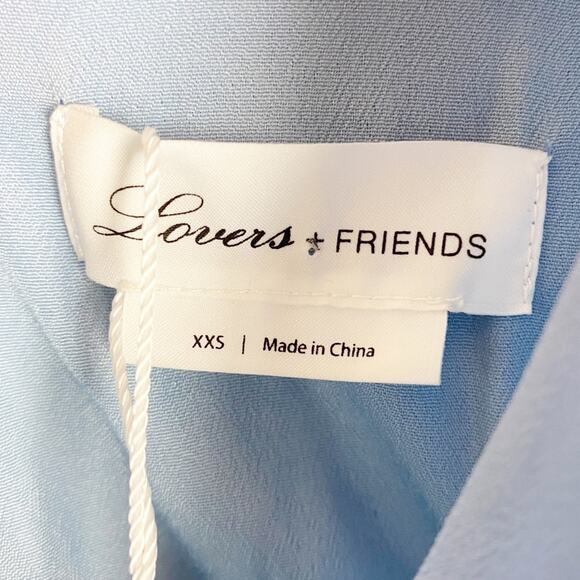 Lovers + FRIENDS
XXS | Made in China